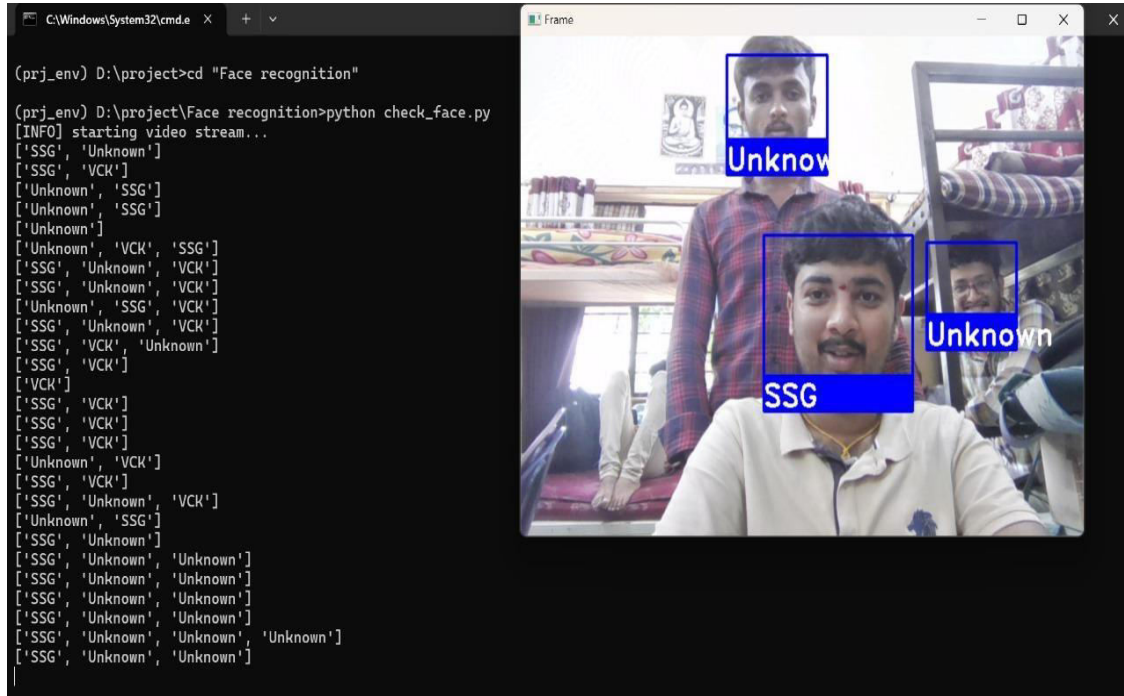 C:\Windows\System32\cmd.e
(prj_env) D:\project>cd "Face recognition"
(prj_env) D:\project\Face recognition>python check_face.py
[INFO] starting video stream...
['SSG', 'Unknown']
['SSG', 'VCK']
['Unknown', 'SSG']
['Unknown', 'SSG']
['Unknown']
['Unknown', 'VCK', 'SSG']
['SSG', 'Unknown', 'VCK']
['SSG', 'Unknown', 'VCK']
['Unknown', 'SSG', 'VCK']
['SSG', 'Unknown', 'VCK']
['SSG', 'VCK', 'Unknown']
['SSG', 'VCK']
['VCK']
['SSG', 'VCK']
['SSG', 'VCK']
['SSG', 'VCK']
['Unknown', 'VCK']
['SSG', 'VCK']
['SSG', 'Unknown', 'VCK']
['Unknown', 'SSG']
['SSG', 'Unknown']
['SSG', 'Unknown', 'Unknown']
['SSG', 'Unknown', 'Unknown']
['SSG', 'Unknown', 'Unknown']
['SSG', 'Unknown', 'Unknown']
['SSG', 'Unknown', 'Unknown', 'Unknown']
['SSG', 'Unknown', 'Unknown']
Frame
Unknow
Unknown
SSG